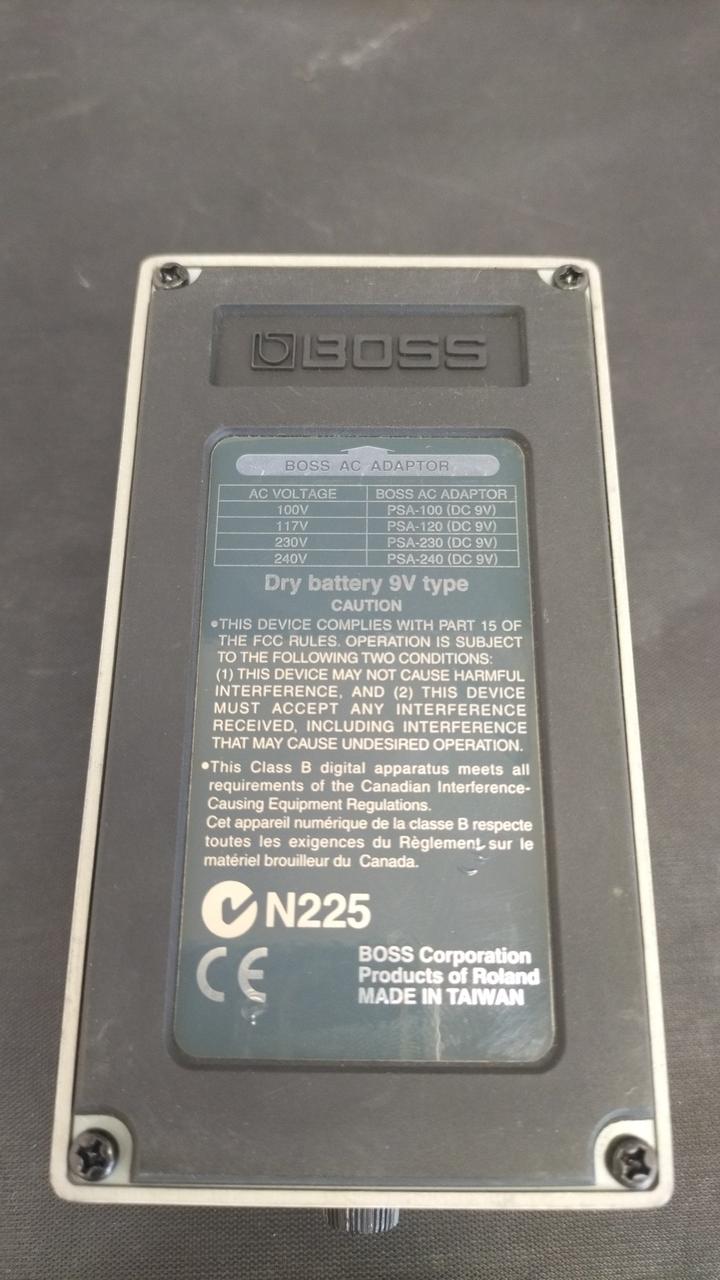 BOSS
BOSS AC ADAPTOR
AC VOLTAGE BOSS AC ADAPTOR
100V PSA-100 (DC 9V)
117V PSA-120 (DC 9V)
230V PSA-230 (DC 9V)
240V PSA-240 (DC 9V)
Dry battery 9V type
CAUTION
•THIS DEVICE COMPLIES WITH PART 15 OF
THE FCC RULES. OPERATION IS SUBJECT
TO THE FOLLOWING TWO CONDITIONS:
(1) THIS DEVICE MAY NOT CAUSE HARMFUL
INTERFERENCE, AND (2) THIS DEVICE
MUST ACCEPT ANY INTERFERENCE
RECEIVED, INCLUDING INTERFERENCE
THAT MAY CAUSE UNDESIRED OPERATION.
•This Class B digital apparatus meets all
requirements of the Canadian Interference-
Causing Equipment Regulations.
Cet appareil numérique de la classe B respecte
toutes les exigences du Règlement sur le
matériel brouilleur du Canada.
N225
CE
BOSS Corporation
Products of Roland
MADE IN TAIWAN